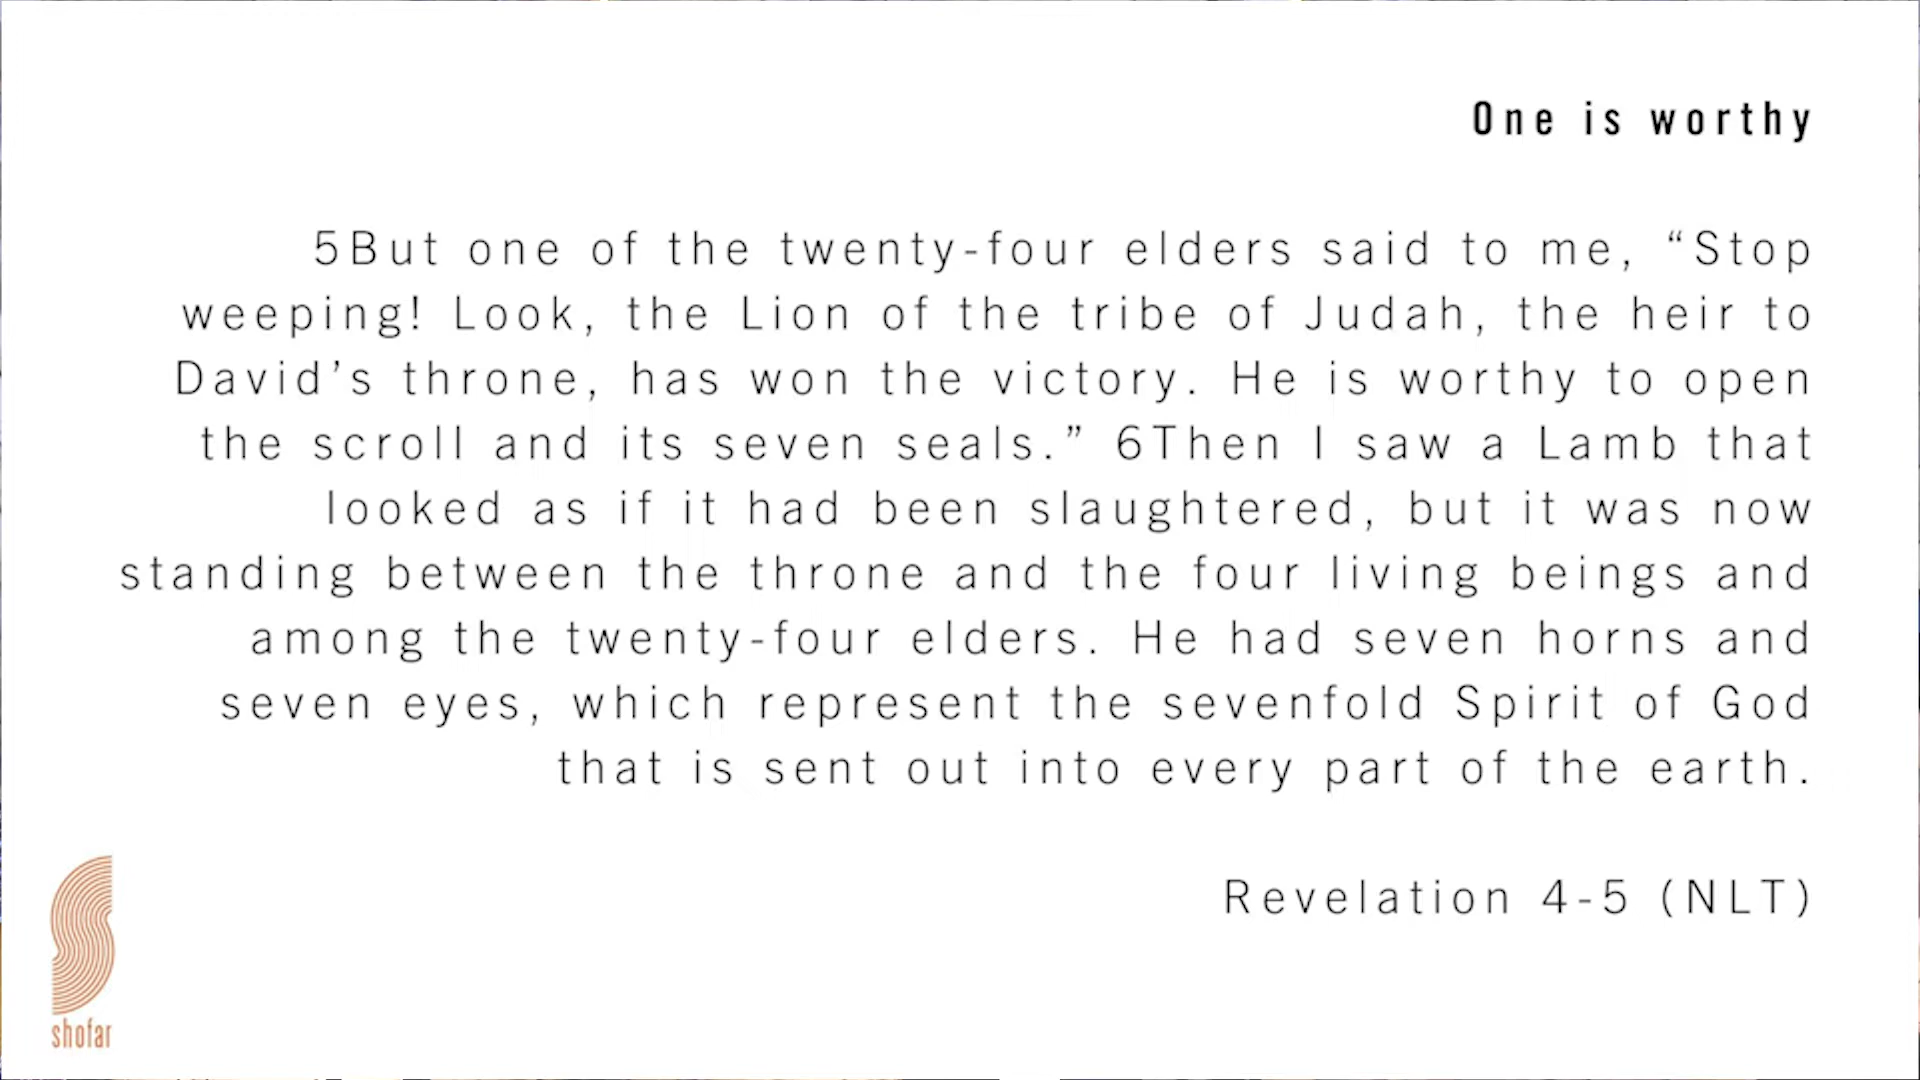 One is worthy
5But one of the twenty-four elders said to me, “Stop
weeping! Look, the Lion of the tribe of Judah, the heir to
David’s throne, has won the victory. He is worthy to open
the scroll and its seven seals.” 6Then I saw a Lamb that
looked as if it had been slaughtered, but it was now
standing between the throne and the four living beings and
among the twenty-four elders. He had seven horns and
seven eyes, which represent the sevenfold Spirit of God
that is sent out into every part of the earth.
Revelation 4-5 (NLT)
shofar